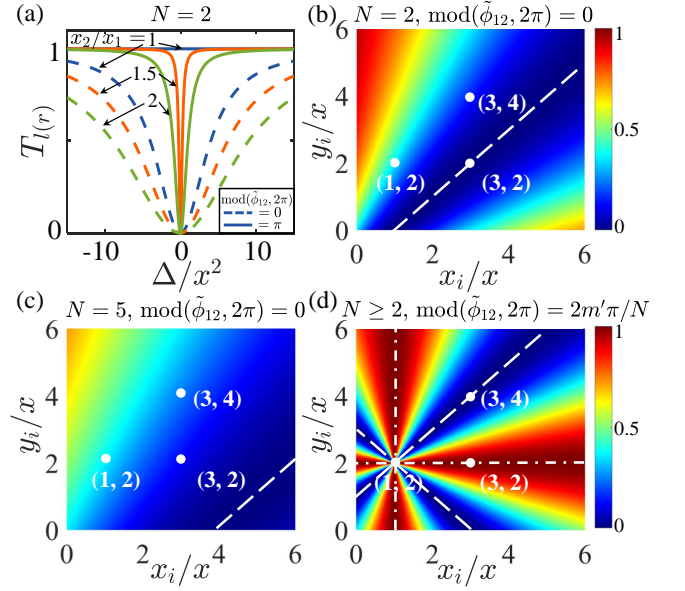 (a) N = 2
x₂/x₁ = 1
1.5
2
1
0
T_{l(r)}
-10 0 10
Δ/x²
mod(ϕ̃₁₂, 2π)
= 0
= π
(b) N = 2, mod(ϕ̃₁₂, 2π) = 0
6
4
2
0
y_i/x
(3, 4)
(1, 2) (3, 2)
0 2 4 6
x_i/x
1
0.5
0
(c) N = 5, mod(ϕ̃₁₂, 2π) = 0
6
4
2
0
y_i/x
(3, 4)
(1, 2) (3, 2)
0 2 4 6
x_i/x
(d) N ≥ 2, mod(ϕ̃₁₂, 2π) = 2m′π/N
6
4
2
0
y_i/x
(3, 4)
(1, 2) (3, 2)
0 2 4 6
x_i/x
1
0.5
0